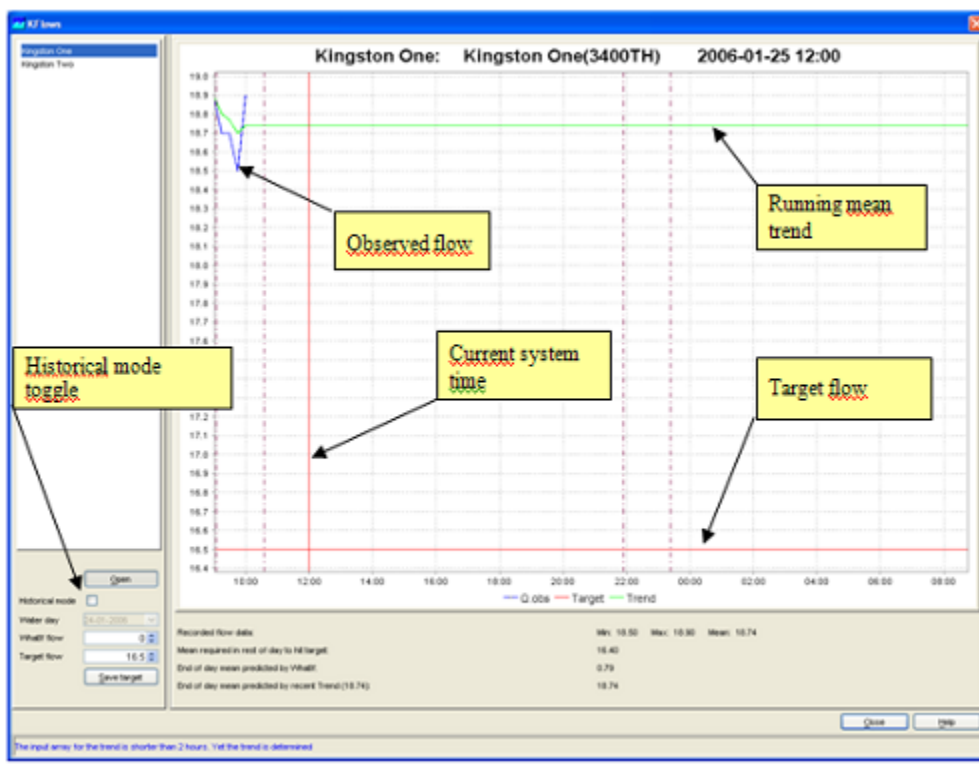 KFlows
Kingston One
Kingston Two
Kingston One: Kingston One(3400TH) 2006-01-25 12:00
19.0
18.9
18.8
18.7
18.6
18.5
18.4
18.3
18.2
18.1
18.0
17.9
17.8
17.7
17.6
17.2
17.1
17.0
16.9
16.8
16.7
16.6
16.5
16.4
Observed flow
Running mean
trend
Current system
time
Historical mode
toggle
Target flow
10:00 12:00 14:00 16:00 18:00 20:00 22:00 00:00 02:00 04:00 06:00 08:00
Q.obs Target Trend
Open
Historical mode
Water day 24-01-2006
WhatIf flow 0
Target flow 16.5
Save target
Recorded flow data: Min: 18.50 Max: 18.90 Mean: 18.74
Mean required in rest of day to hit target: 16.40
End of day mean predicted by WhatIf: 0.79
End of day mean predicted by recent Trend (18.74): 18.74
Close Help
The input array for the trend is shorter than 2 hours. Yet the trend is determined